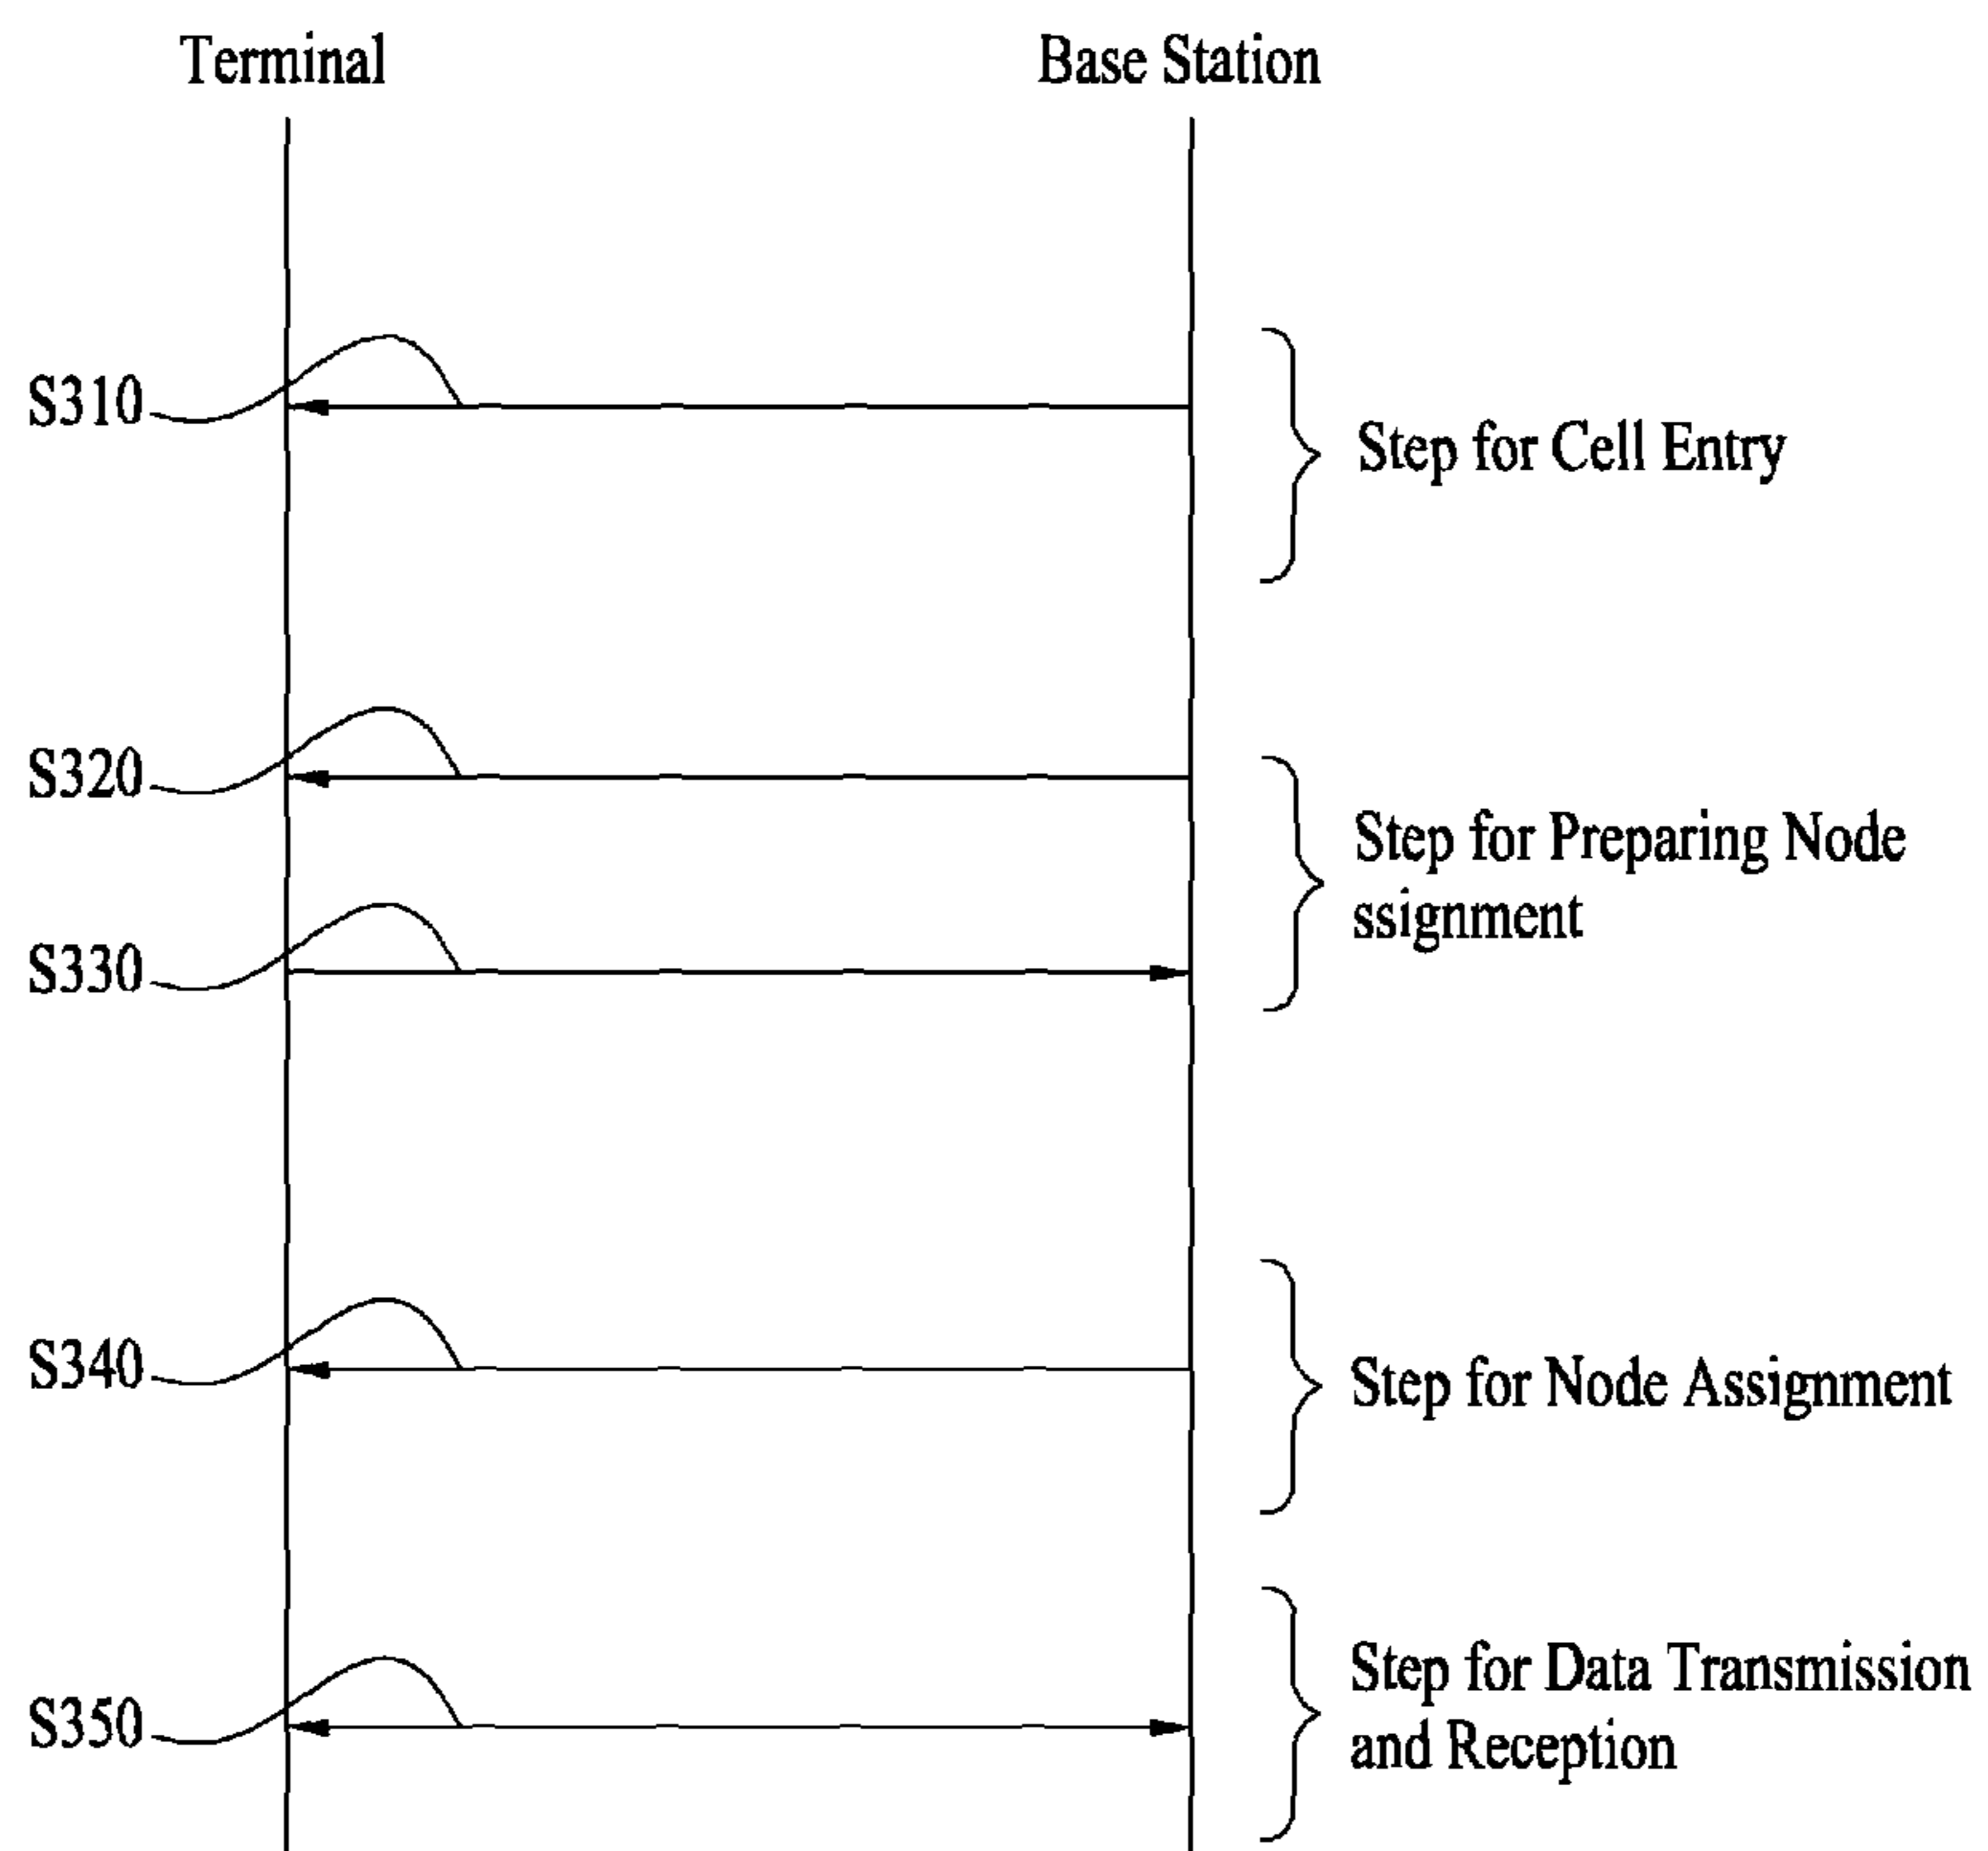 Terminal
Base Station
S310
Step for Cell Entry
S320
Step for Preparing Node
ssignment
S330
S340
Step for Node Assignment
S350
Step for Data Transmission
and Reception